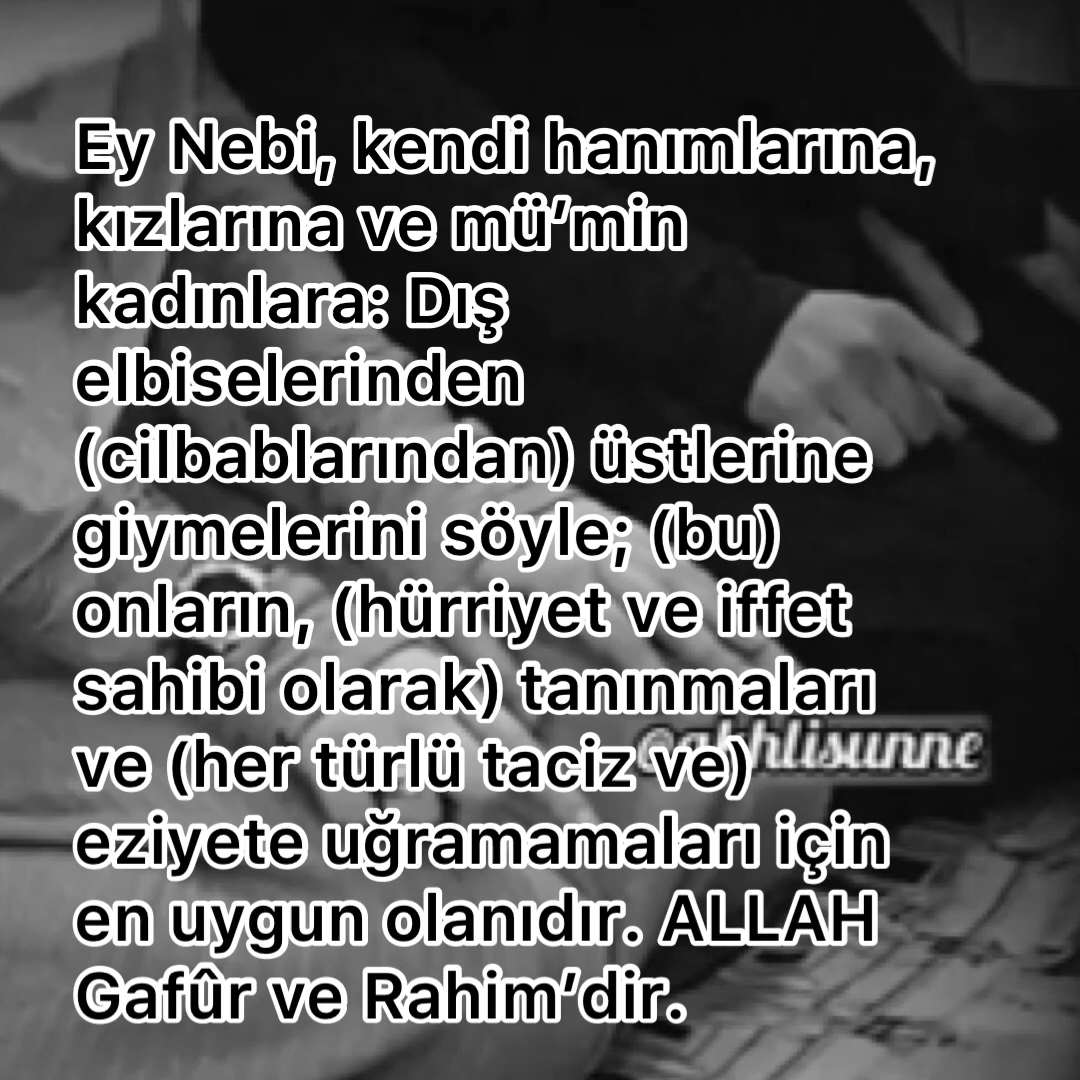 Ey Nebi, kendi hanımlarına,
kızlarına ve mü’min
kadınlara: Dış
elbiselerinden
(cilbablarından) üstlerine
giymelerini söyle; (bu)
onların, (hürriyet ve iffet
sahibi olarak) tanınmaları
ve (her türlü taciz ve)
eziyete uğramamaları için
en uygun olanıdır. ALLAH
Gafûr ve Rahim’dir.